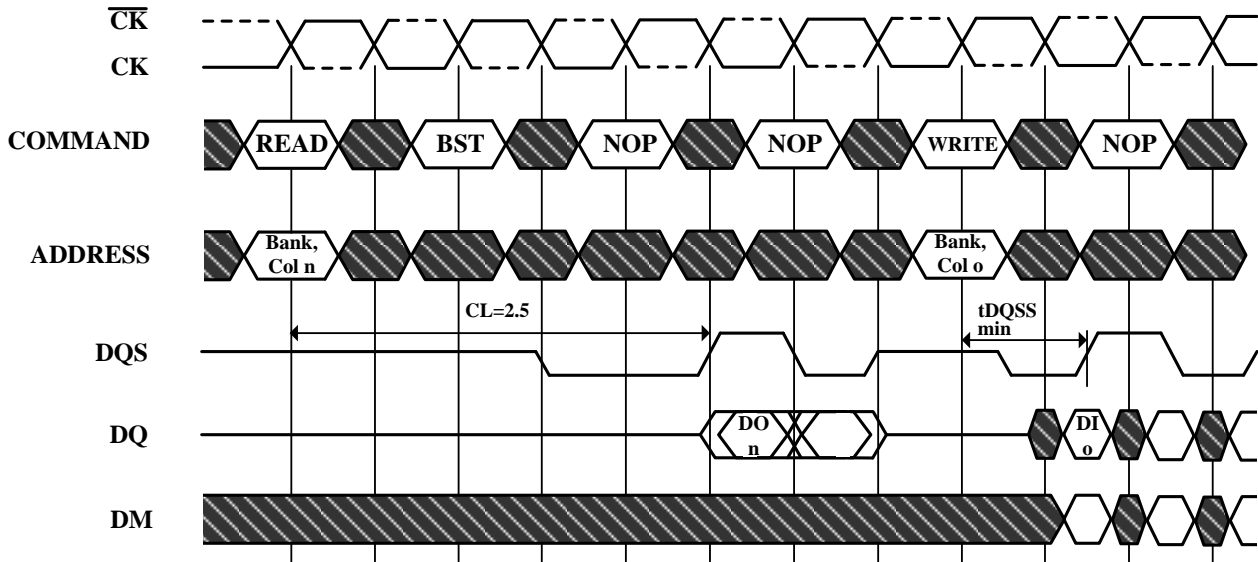 CK
CK
COMMAND
READ
BST
NOP
NOP
WRITE
NOP
ADDRESS
Bank,
Col n
Bank,
Col o
CL=2.5
tDQSS
min
DQS
DQ
DO
n
DI
o
DM